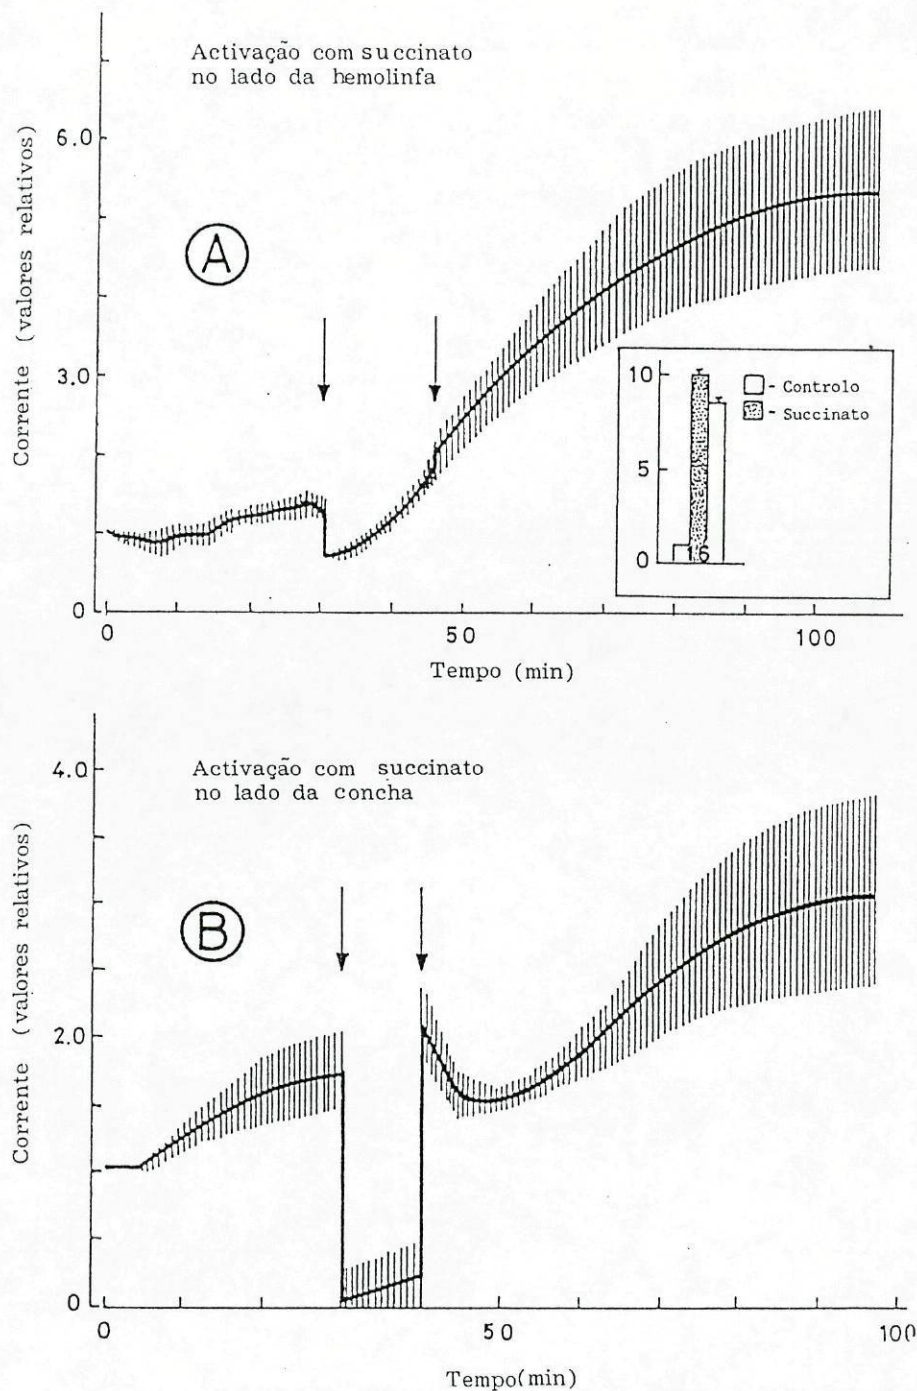 Activação com succinato
no lado da hemolinfa
Corrente (valores relativos)
6.0
3.0
0
A
10
5
0
6
- Controlo
- Succinato
0
50
100
Tempo (min)
Activação com succinato
no lado da concha
Corrente (valores relativos)
4.0
2.0
0
B
0
50
100
Tempo(min)